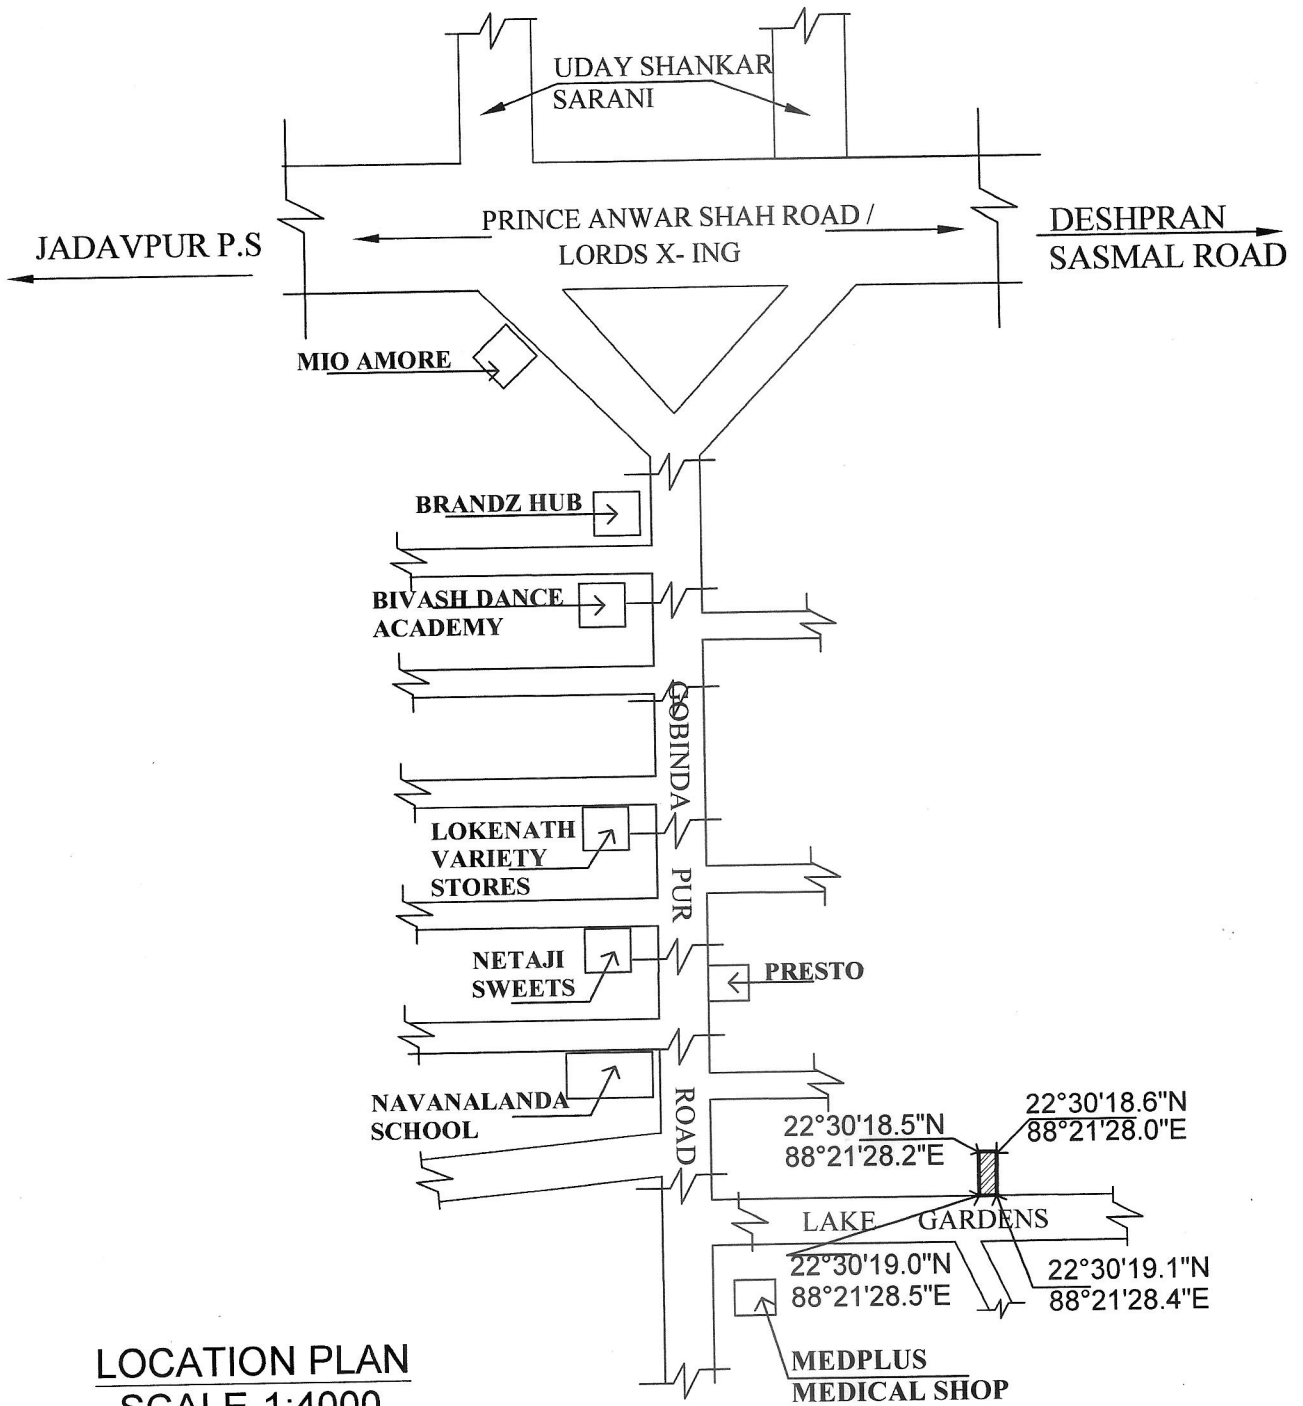 UDAY SHANKAR
SARANI
PRINCE ANWAR SHAH ROAD /
LORDS X- ING
JADAVPUR P.S
DESHPRAN
SASMAL ROAD
MIO AMORE
BRANDZ HUB
BIVASH DANCE
ACADEMY
GOBINDA PUR ROAD
LOKENATH
VARIETY
STORES
NETAJI
SWEETS
PRESTO
NAVANALANDA
SCHOOL
22°30'18.5"N
88°21'28.2"E
22°30'18.6"N
88°21'28.0"E
LAKE GARDENS
22°30'19.0"N
88°21'28.5"E
22°30'19.1"N
88°21'28.4"E
MEDPLUS
MEDICAL SHOP
LOCATION PLAN
SCALE 1:4000